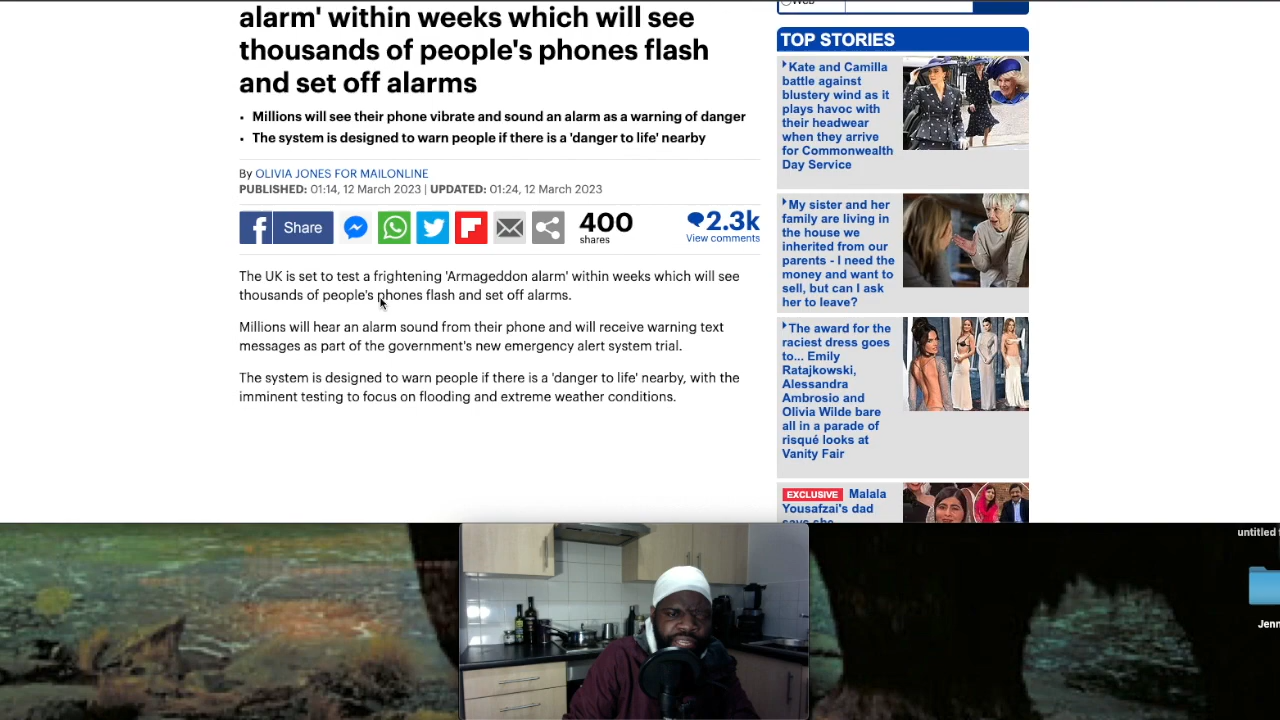 alarm' within weeks which will see
thousands of people's phones flash
and set off alarms
Millions will see their phone vibrate and sound an alarm as a warning of danger
The system is designed to warn people if there is a 'danger to life' nearby
By OLIVIA JONES FOR MAILONLINE
PUBLISHED: 01:14, 12 March 2023 | UPDATED: 01:24, 12 March 2023
Share
400
shares
2.3k
View comments
The UK is set to test a frightening 'Armageddon alarm' within weeks which will see
thousands of people's phones flash and set off alarms.
Millions will hear an alarm sound from their phone and will receive warning text
messages as part of the government's new emergency alert system trial.
The system is designed to warn people if there is a 'danger to life' nearby, with the
imminent testing to focus on flooding and extreme weather conditions.
TOP STORIES
Kate and Camilla
battle against
blustery wind as it
plays havoc with
their headwear
when they arrive
for Commonwealth
Day Service
My sister and her
family are living in
the house we
inherited from our
parents - I need the
money and want to
sell, but can I ask
her to leave?
The award for the
raciest dress goes
to... Emily
Ratajkowski,
Alessandra
Ambrosio and
Olivia Wilde bare
all in a parade of
risqué looks at
Vanity Fair
EXCLUSIVE Malala
Yousafzai's dad
untitled
Jenn